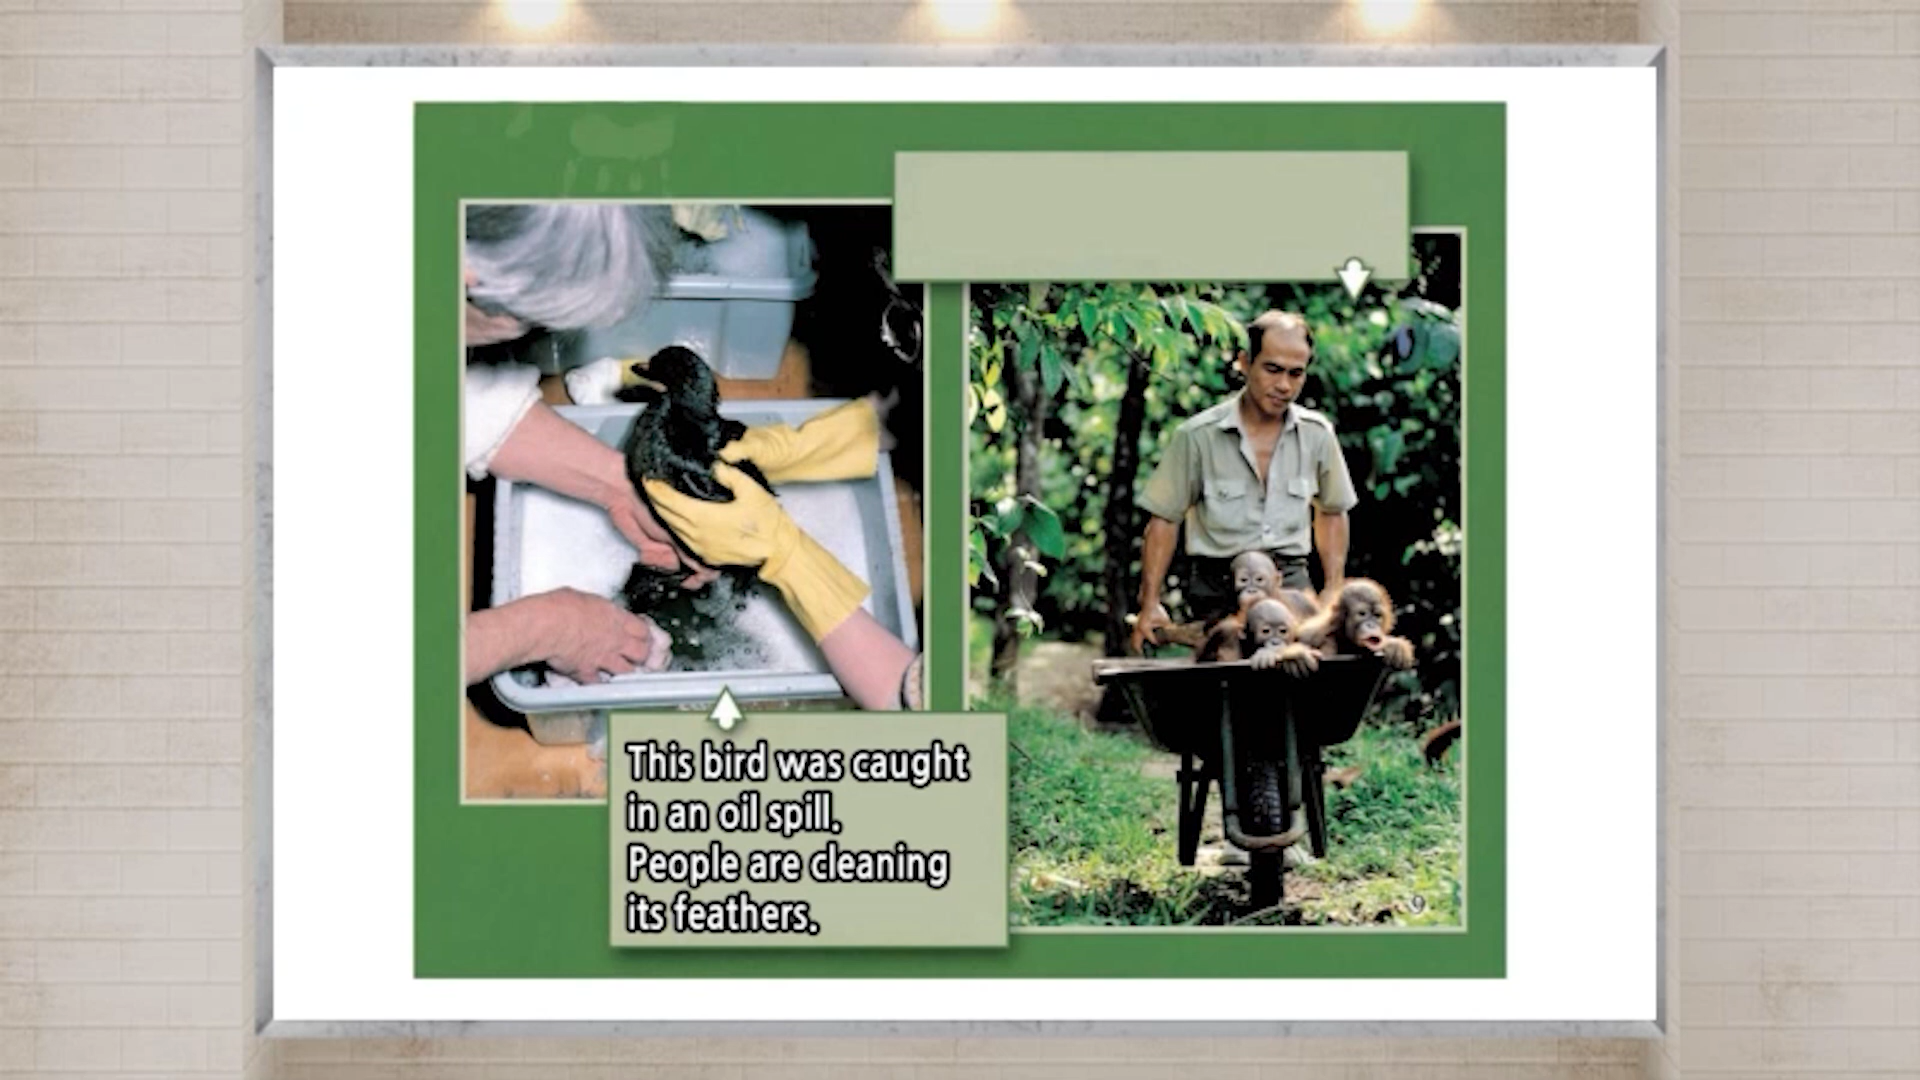 This bird was caught
in an oil spill.
People are cleaning
its feathers.
9